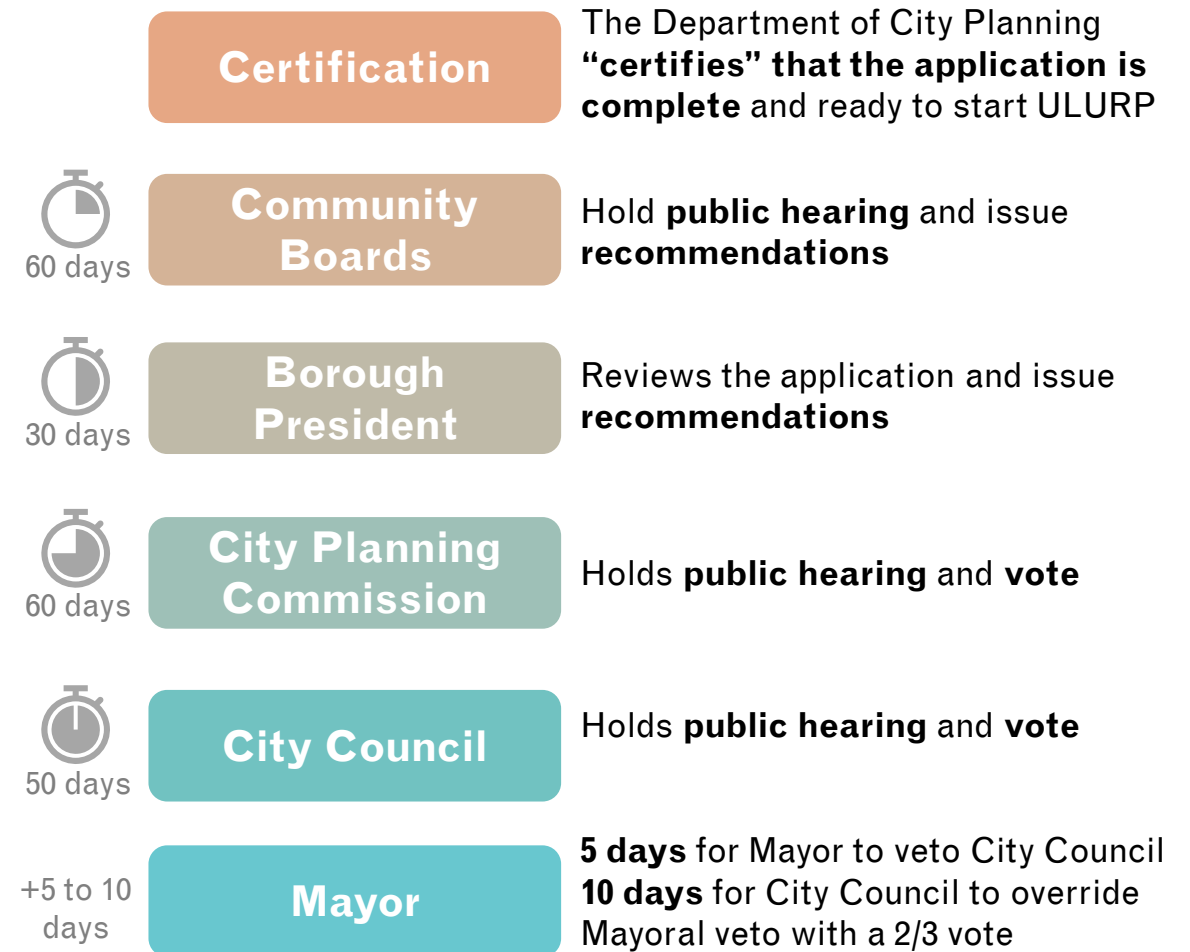 Certification
The Department of City Planning
“certifies” that the application is
complete and ready to start ULURP
60 days
Community
Boards
Hold public hearing and issue
recommendations
30 days
Borough
President
Reviews the application and issue
recommendations
60 days
City Planning
Commission
Holds public hearing and vote
50 days
City Council
Holds public hearing and vote
+5 to 10
days
Mayor
5 days for Mayor to veto City Council
10 days for City Council to override
Mayoral veto with a 2/3 vote